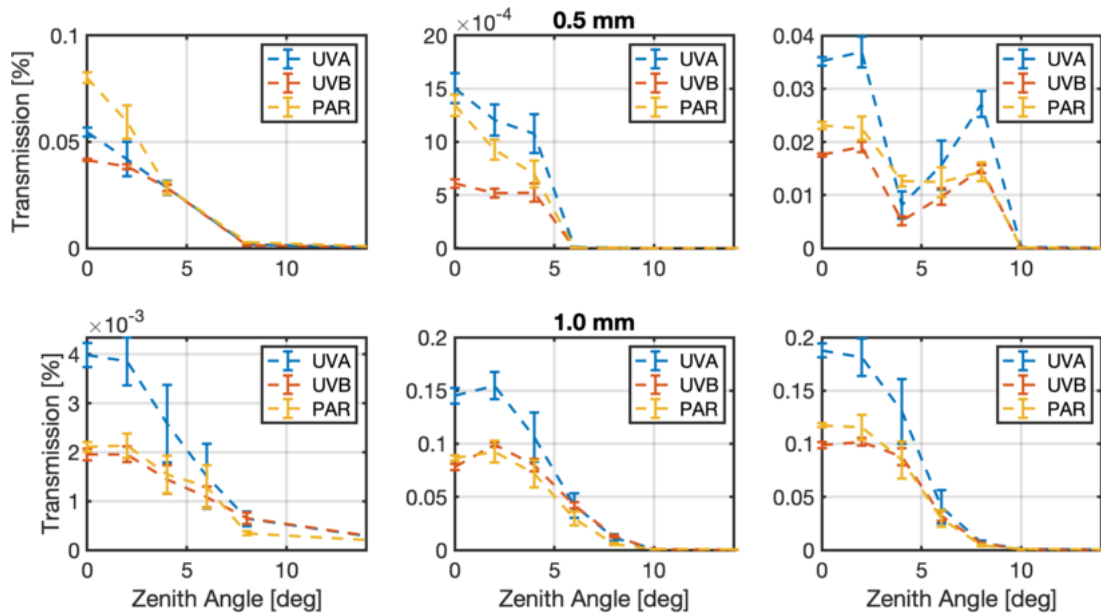 0.5 mm
Transmission [%]
0.1
0.05
0
0 5 10
UVA
UVB
PAR
×10⁻⁴
20
15
10
5
0
0 5 10
UVA
UVB
PAR
0.04
0.03
0.02
0.01
0
0 5 10
UVA
UVB
PAR
1.0 mm
Transmission [%]
×10⁻³
4
3
2
1
0
0 5 10
Zenith Angle [deg]
UVA
UVB
PAR
0.2
0.15
0.1
0.05
0
0 5 10
Zenith Angle [deg]
UVA
UVB
PAR
0.2
0.15
0.1
0.05
0
0 5 10
Zenith Angle [deg]
UVA
UVB
PAR